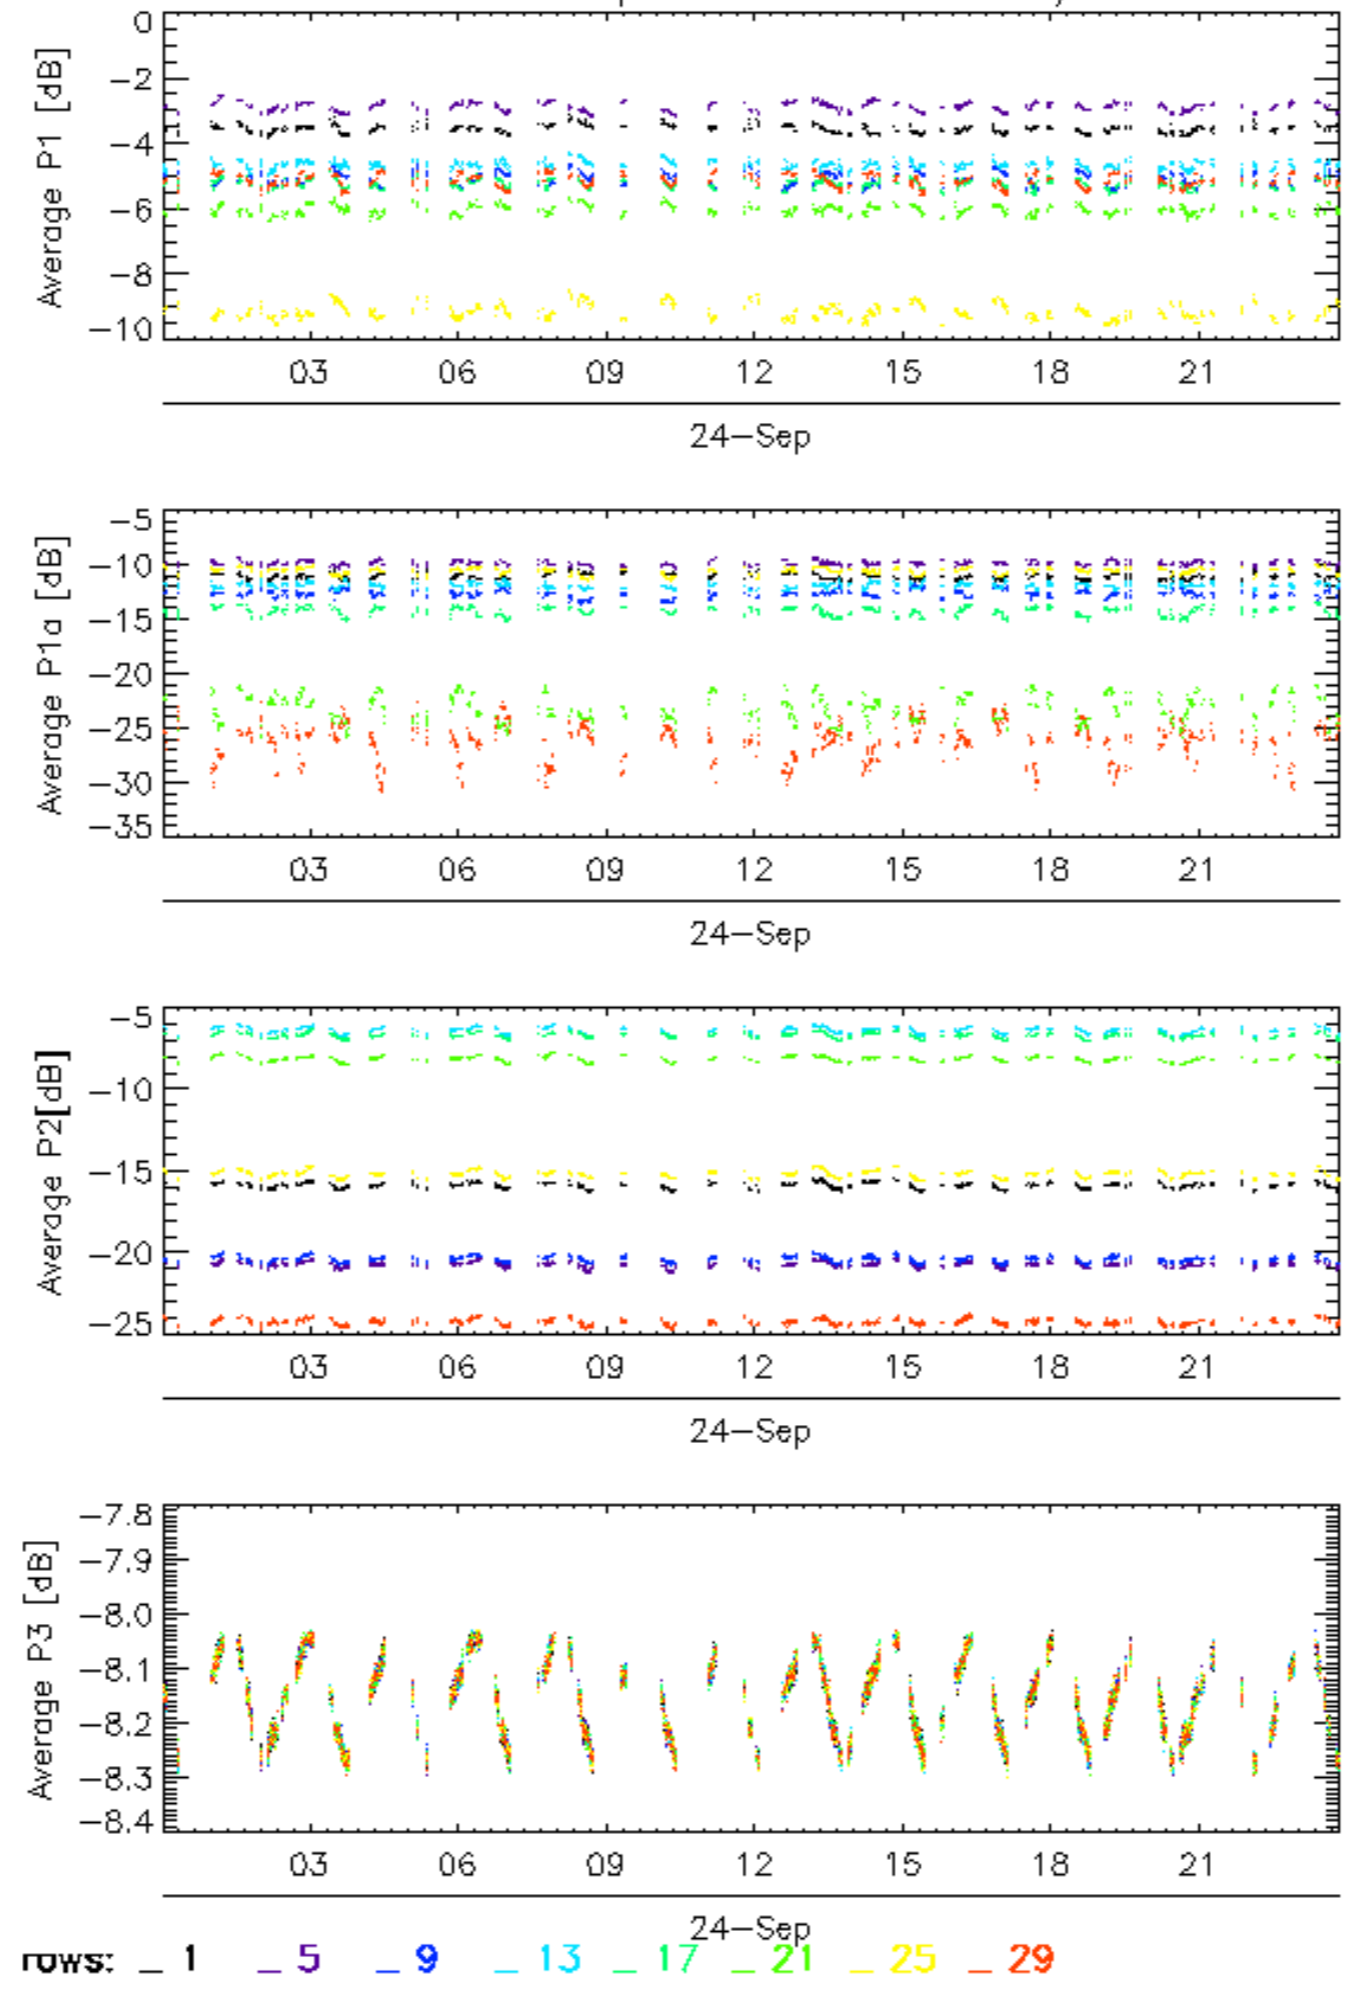 0
−2
−4
−6
−8
−10
Average P1 [dB]
03 06 09 12 15 18 21
24−Sep
−5
−10
−15
−20
−25
−30
−35
Average P1a [dB]
03 06 09 12 15 18 21
24−Sep
−5
−10
−15
−20
−25
Average P2[dB]
03 06 09 12 15 18 21
24−Sep
−7.8
−7.9
−8.0
−8.1
−8.2
−8.3
−8.4
Average P3 [dB]
03 06 09 12 15 18 21
24−Sep
rows: _ 1 _ 5 _ 9 _ 13 _ 17 _ 21 _ 25 _ 29